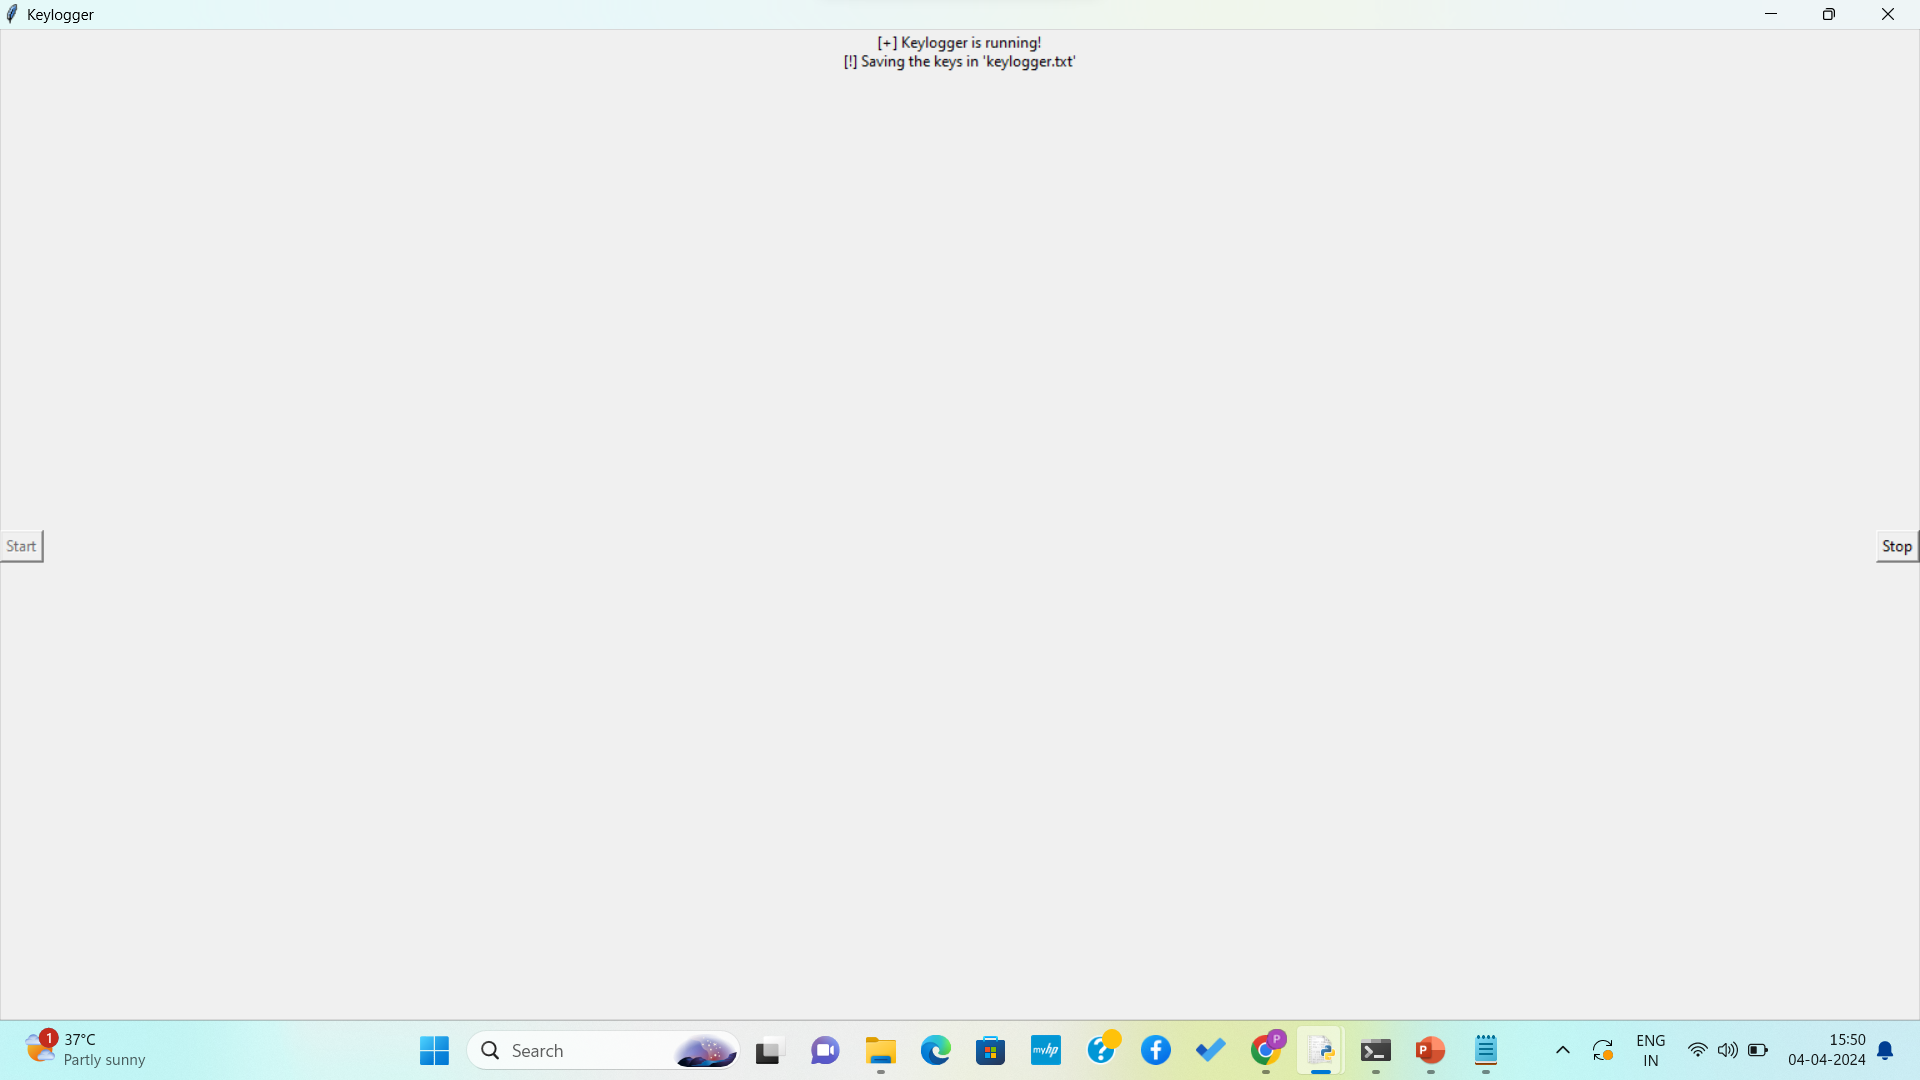 Keylogger
[+] Keylogger is running!
[!] Saving the keys in 'keylogger.txt'
Start
Stop
1
37°C
Partly sunny
Search
myhp
P
P
ENG
IN
15:50
04-04-2024